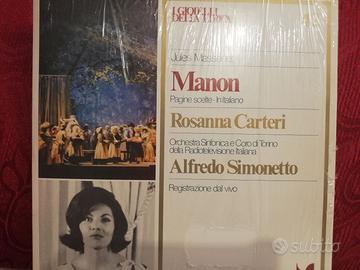 I GIOIELLI
DELLA LIRICA
Jules Massenet
Manon
Pagine scelte - In italiano
Rosanna Carteri
Orchestra Sinfonica e Coro di Torino
della Radiotelevisione Italiana
Alfredo Simonetto
Registrazione dal vivo
subito